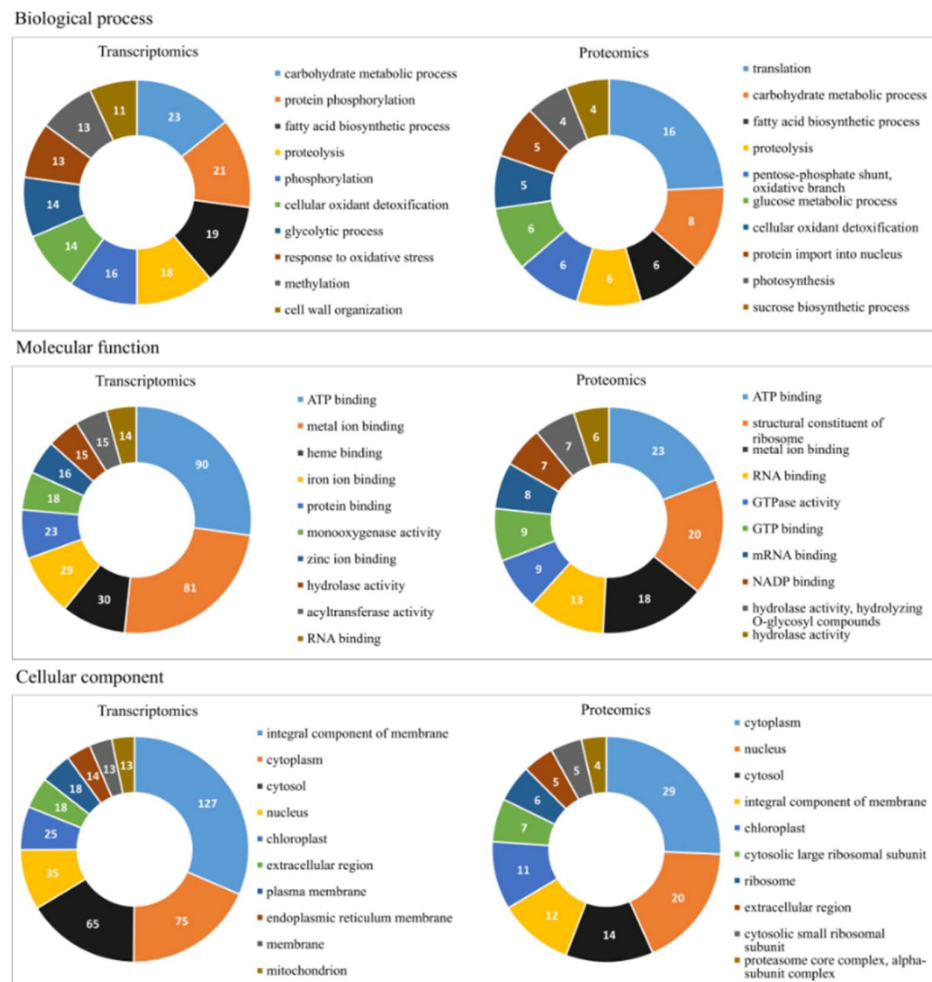 Biological process
Transcriptomics
23
21
19
18
16
14
14
13
13
11
carbohydrate metabolic process
protein phosphorylation
fatty acid biosynthetic process
proteolysis
phosphorylation
cellular oxidant detoxification
glycolytic process
response to oxidative stress
methylation
cell wall organization
Proteomics
16
8
6
6
6
6
5
5
4
4
translation
carbohydrate metabolic process
fatty acid biosynthetic process
proteolysis
pentose-phosphate shunt,
oxidative branch
glucose metabolic process
cellular oxidant detoxification
protein import into nucleus
photosynthesis
sucrose biosynthetic process
Molecular function
Transcriptomics
90
81
30
29
23
18
16
15
15
14
ATP binding
metal ion binding
heme binding
iron ion binding
protein binding
monooxygenase activity
zinc ion binding
hydrolase activity
acyltransferase activity
RNA binding
Proteomics
23
20
18
13
9
9
8
7
7
6
ATP binding
structural constituent of
ribosome
metal ion binding
RNA binding
GTPase activity
GTP binding
mRNA binding
NADP binding
hydrolase activity, hydrolyzing
O-glycosyl compounds
hydrolase activity
Cellular component
Transcriptomics
127
75
65
35
25
18
18
14
13
13
integral component of membrane
cytoplasm
cytosol
nucleus
chloroplast
extracellular region
plasma membrane
endoplasmic reticulum membrane
membrane
mitochondrion
Proteomics
29
20
14
12
11
7
6
5
5
4
cytoplasm
nucleus
cytosol
integral component of membrane
chloroplast
cytosolic large ribosomal subunit
ribosome
extracellular region
cytosolic small ribosomal
subunit
proteasome core complex, alpha-
subunit complex